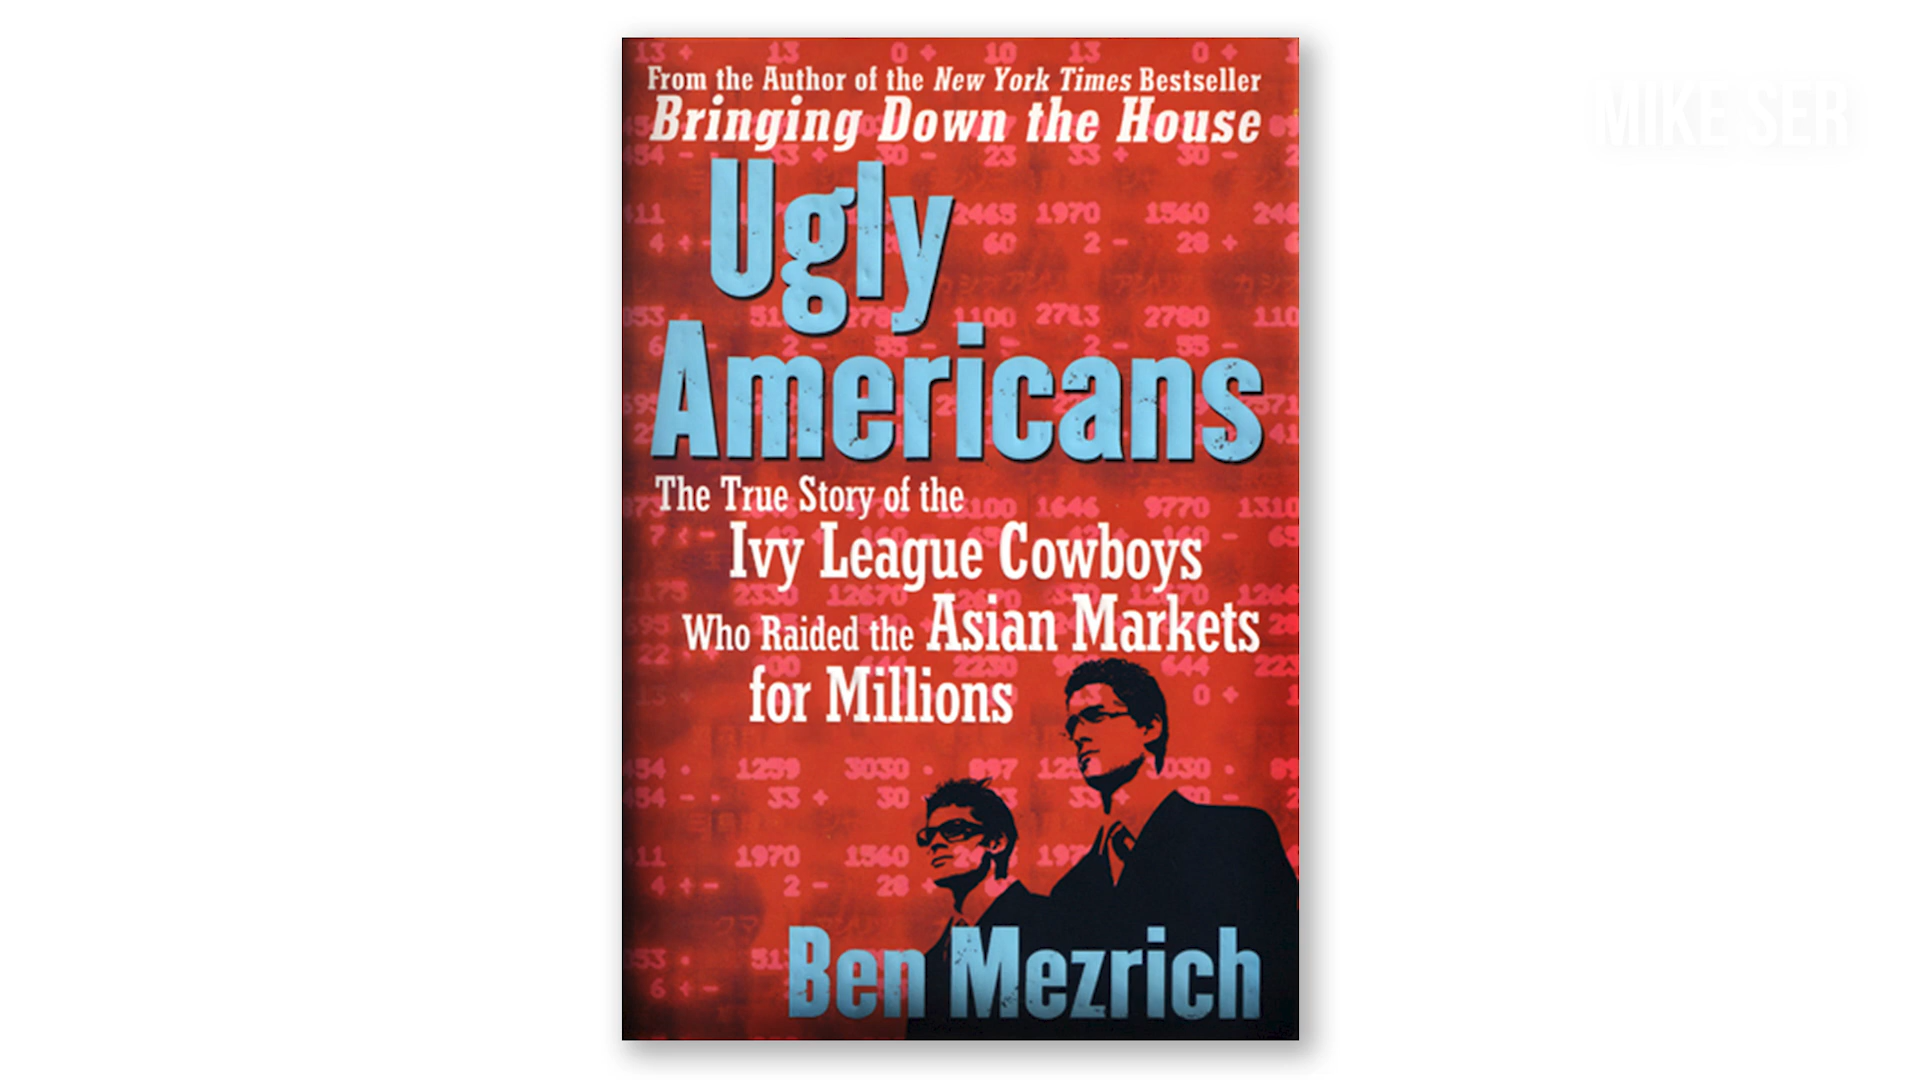 From the Author of the New York Times Bestseller
Bringing Down the House
Ugly
Americans
The True Story of the
Ivy League Cowboys
Who Raided the Asian Markets
for Millions
Ben Mezrich
MIKE SER